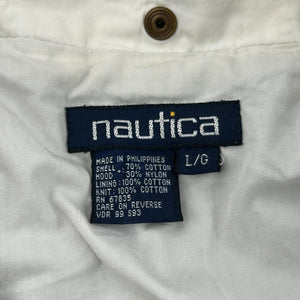 nautica
L/G
MADE IN PHILIPPINES
SHELL: 70% COTTON
HOOD 30% NYLON
LINING: 100% COTTON
KNIT: 100% COTTON
RN 67835
CARE ON REVERSE
VDR 99 S93